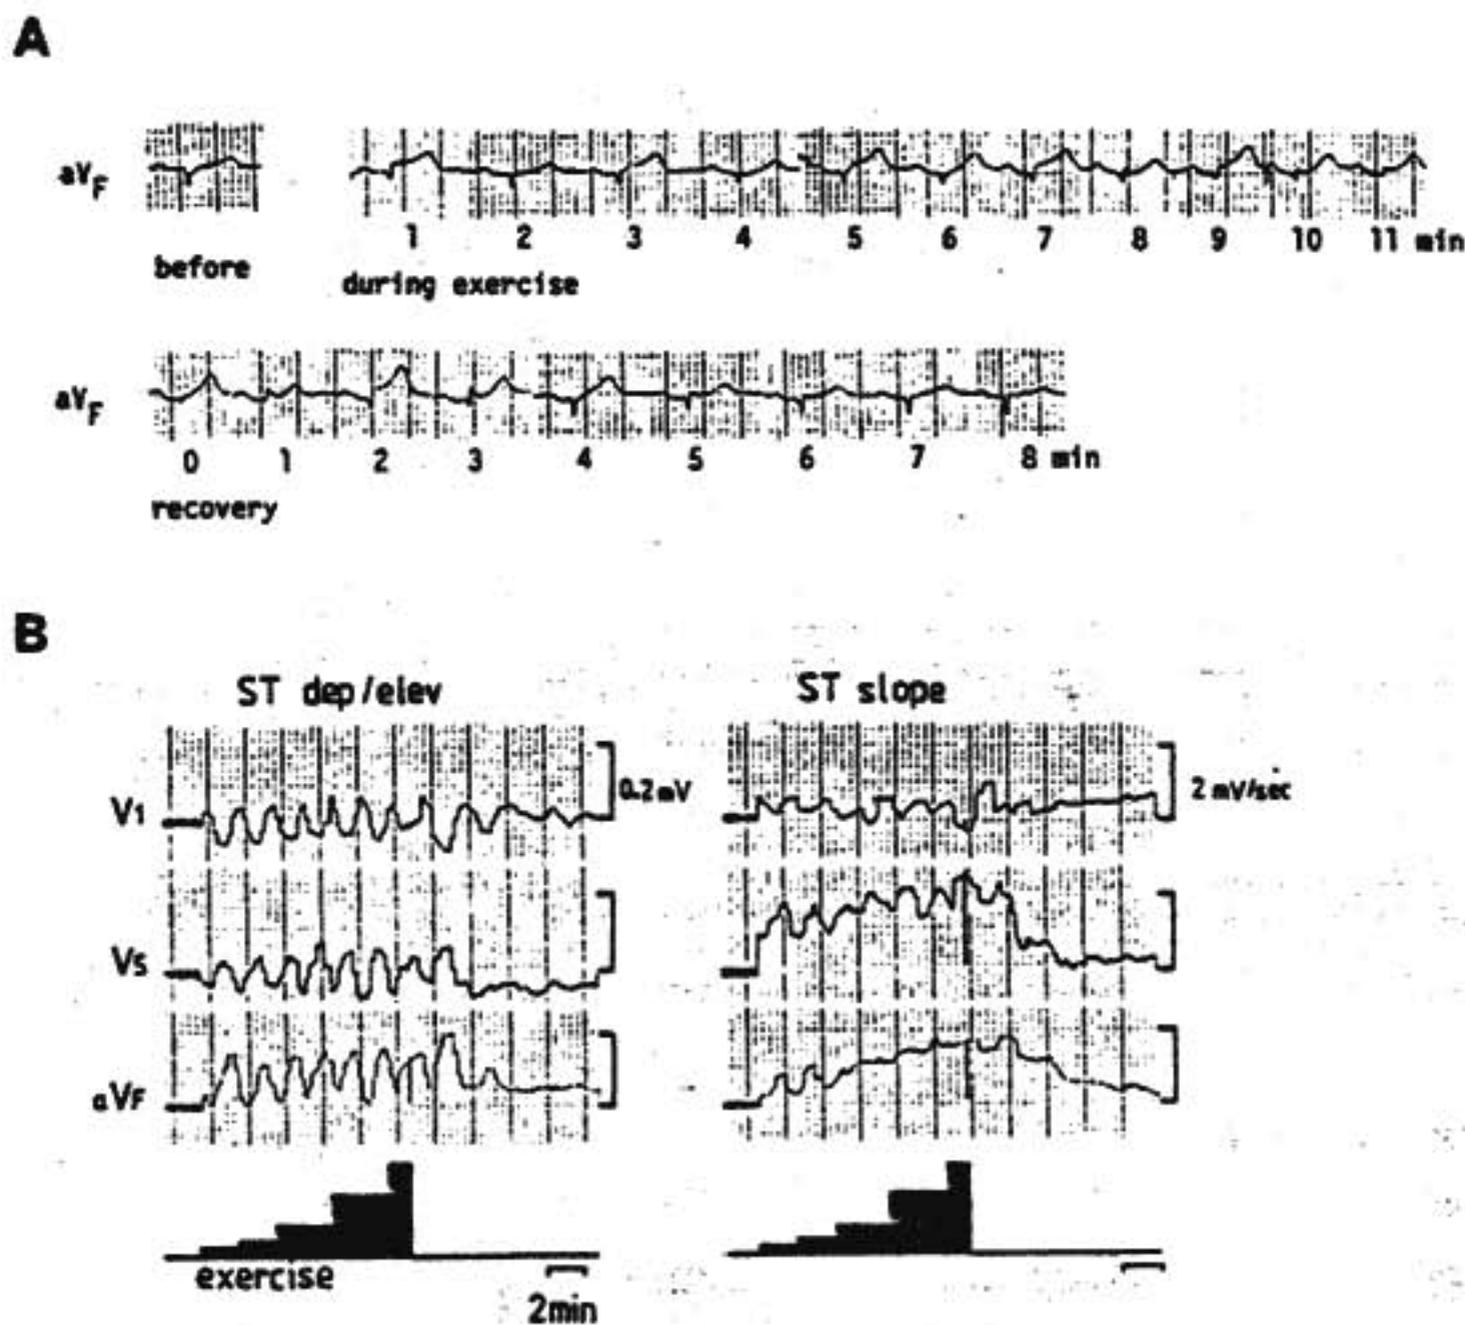 A
aVF
before
1 2 3 4 5 6 7 8 9 10 11 min
during exercise
aVF
0 1 2 3 4 5 6 7 8 min
recovery
B
ST dep/elev
ST slope
V1
0.2mV
2 mV/sec
V5
aVF
exercise
2min